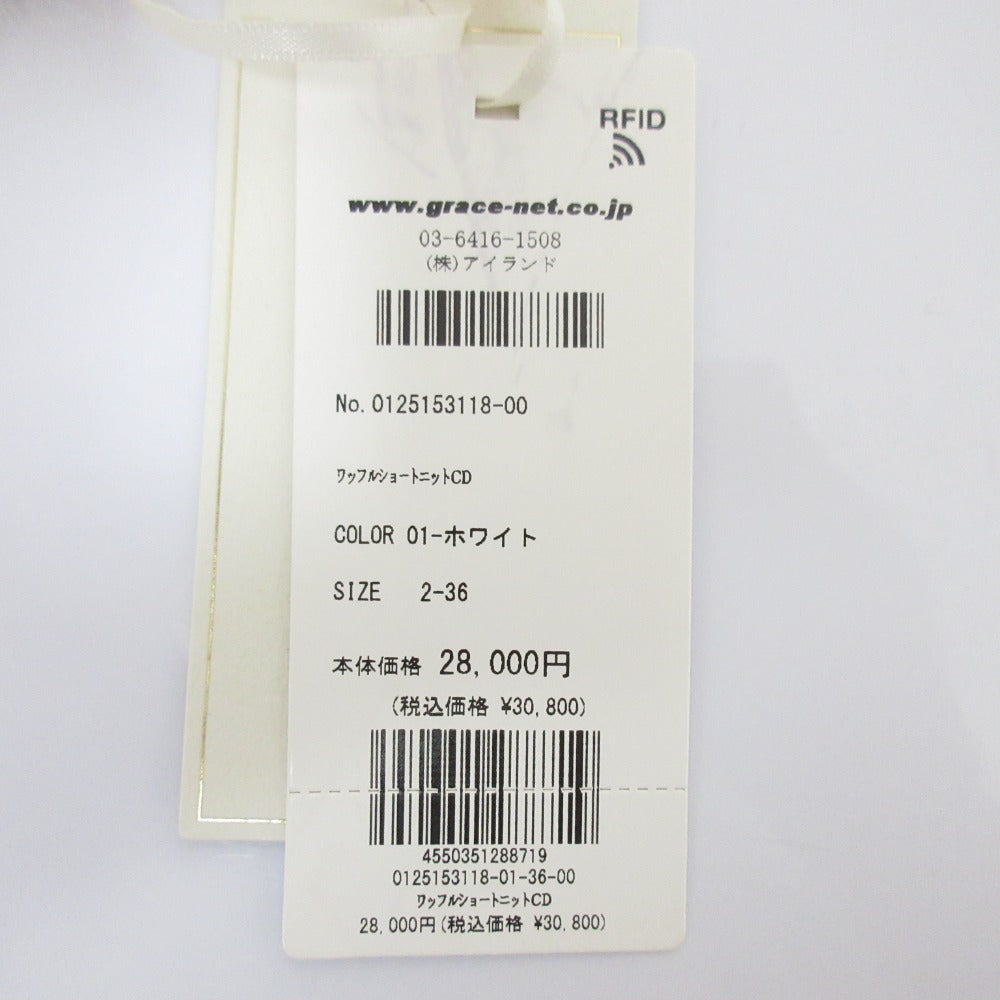 RFID
www.grace-net.co.jp
03-6416-1508
(株)アイランド
No. 0125153118-00
ワッフルショートニットCD
COLOR 01-ホワイト
SIZE 2-36
本体価格 28,000円
(税込価格 ¥30,800)
4550351288719
0125153118-01-36-00
ワッフルショートニットCD
28,000円(税込価格 ¥30,800)